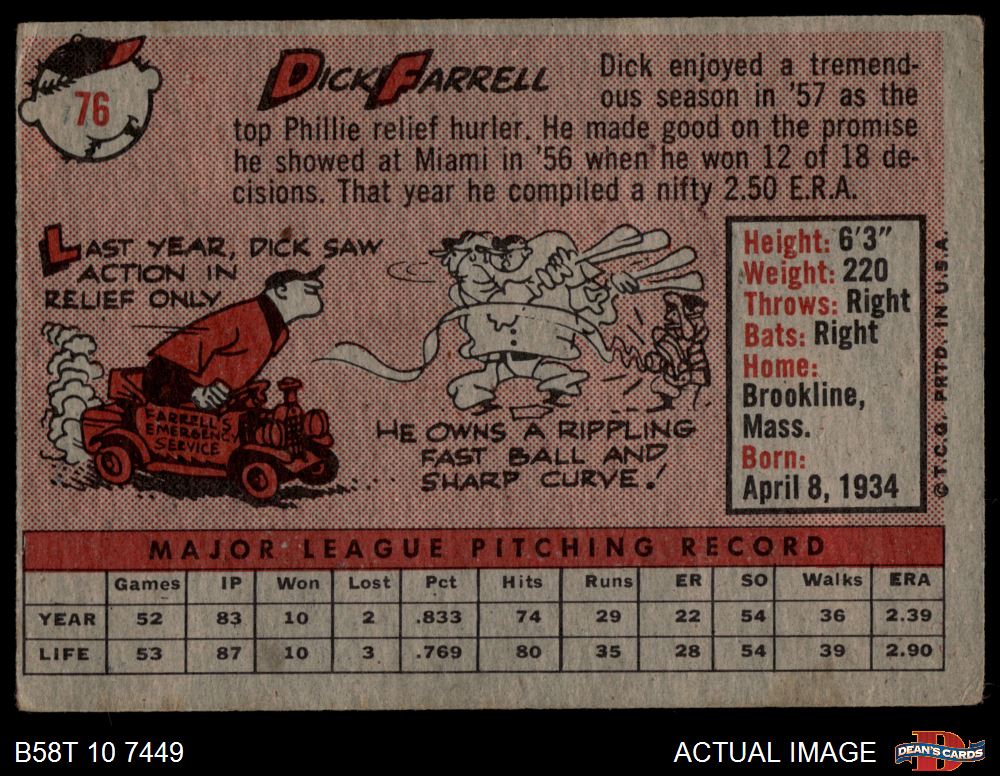 76
DICK FARRELL
Dick enjoyed a tremend-
ous season in '57 as the
top Phillie relief hurler. He made good on the promise
he showed at Miami in '56 when he won 12 of 18 de-
cisions. That year he compiled a nifty 2.50 E.R.A.
LAST YEAR, DICK SAW
ACTION IN
RELIEF ONLY
FARRELL'S
EMERGENCY
SERVICE
HE OWNS A RIPPLING
FAST BALL AND
SHARP CURVE!
Height: 6'3"
Weight: 220
Throws: Right
Bats: Right
Home:
Brookline,
Mass.
Born:
April 8, 1934
© T.C.G. PRTD. IN U.S.A.
MAJOR LEAGUE PITCHING RECORD
Games IP Won Lost Pct Hits Runs ER SO Walks ERA
YEAR 52 83 10 2 .833 74 29 22 54 36 2.39
LIFE 53 87 10 3 .769 80 35 28 54 39 2.90
B58T 10 7449
ACTUAL IMAGE
DEAN'S CARDS